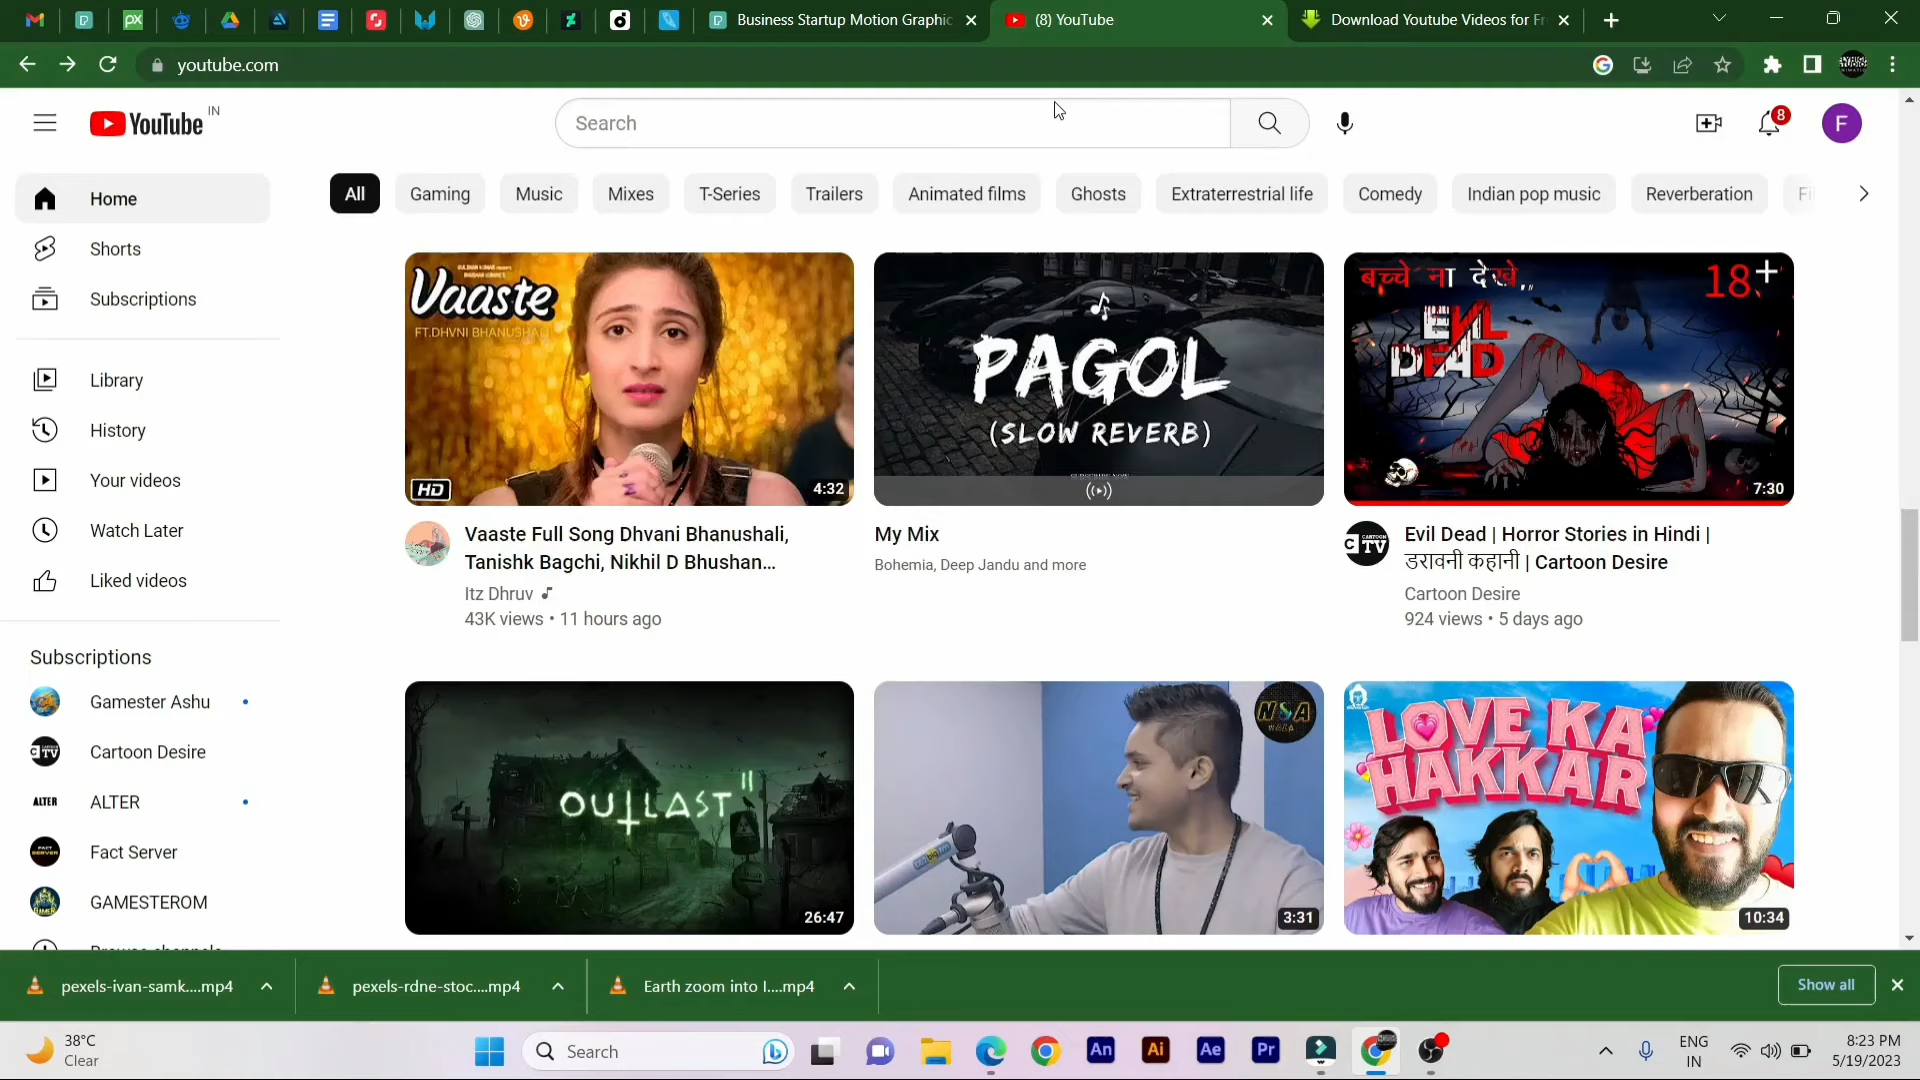 Business Startup Motion Graphic
(8) YouTube
Download Youtube Videos for Fr
youtube.com
YouTube IN
Search
8
F
All
Gaming
Music
Mixes
T-Series
Trailers
Animated films
Ghosts
Extraterrestrial life
Comedy
Indian pop music
Reverberation
Home
Shorts
Subscriptions
Library
History
Your videos
Watch Later
Liked videos
Subscriptions
Gamester Ashu
Cartoon Desire
ALTER
Fact Server
GAMESTEROM
Browse channels
Vaaste
FT.DHVNI BHANUSHALI
HD
4:32
PAGOL
(SLOW REVERB)
बच्चे ना देखे,,
18+
EVIL
DEAD
7:30
Vaaste Full Song Dhvani Bhanushali,
Tanishk Bagchi, Nikhil D Bhushan...
Itz Dhruv
43K views • 11 hours ago
My Mix
Bohemia, Deep Jandu and more
Evil Dead | Horror Stories in Hindi |
डरावनी कहानी | Cartoon Desire
Cartoon Desire
924 views • 5 days ago
OUTLAST II
26:47
3:31
LOVE KA
HAKKAR
10:34
pexels-ivan-samk....mp4
pexels-rdne-stoc....mp4
Earth zoom into I....mp4
Show all
38°C
Clear
Search
An
Ai
Ae
Pr
ENG
IN
8:23 PM
5/19/2023